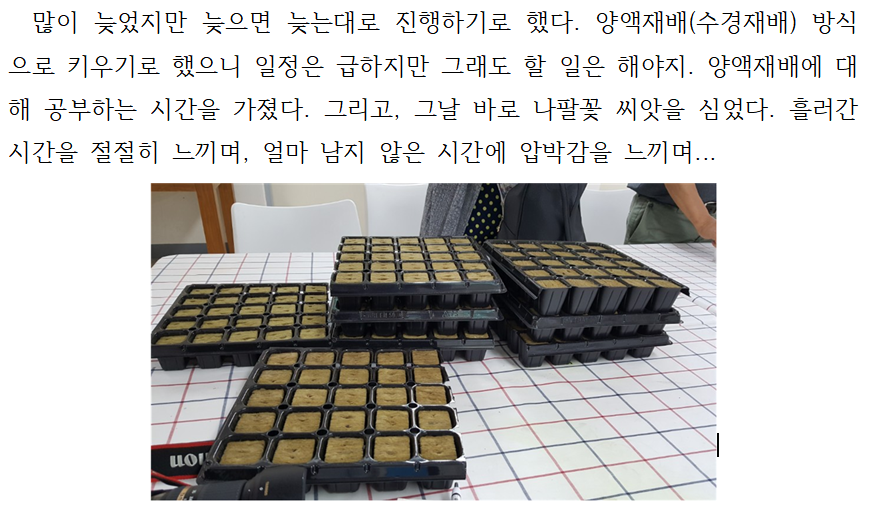 많이 늦었지만 늦으면 늦는대로 진행하기로 했다. 양액재배(수경재배) 방식
으로 키우기로 했으니 일정은 급하지만 그래도 할 일은 해야지. 양액재배에 대
해 공부하는 시간을 가졌다. 그리고, 그날 바로 나팔꽃 씨앗을 심었다. 흘러간
시간을 절절히 느끼며, 얼마 남지 않은 시간에 압박감을 느끼며...